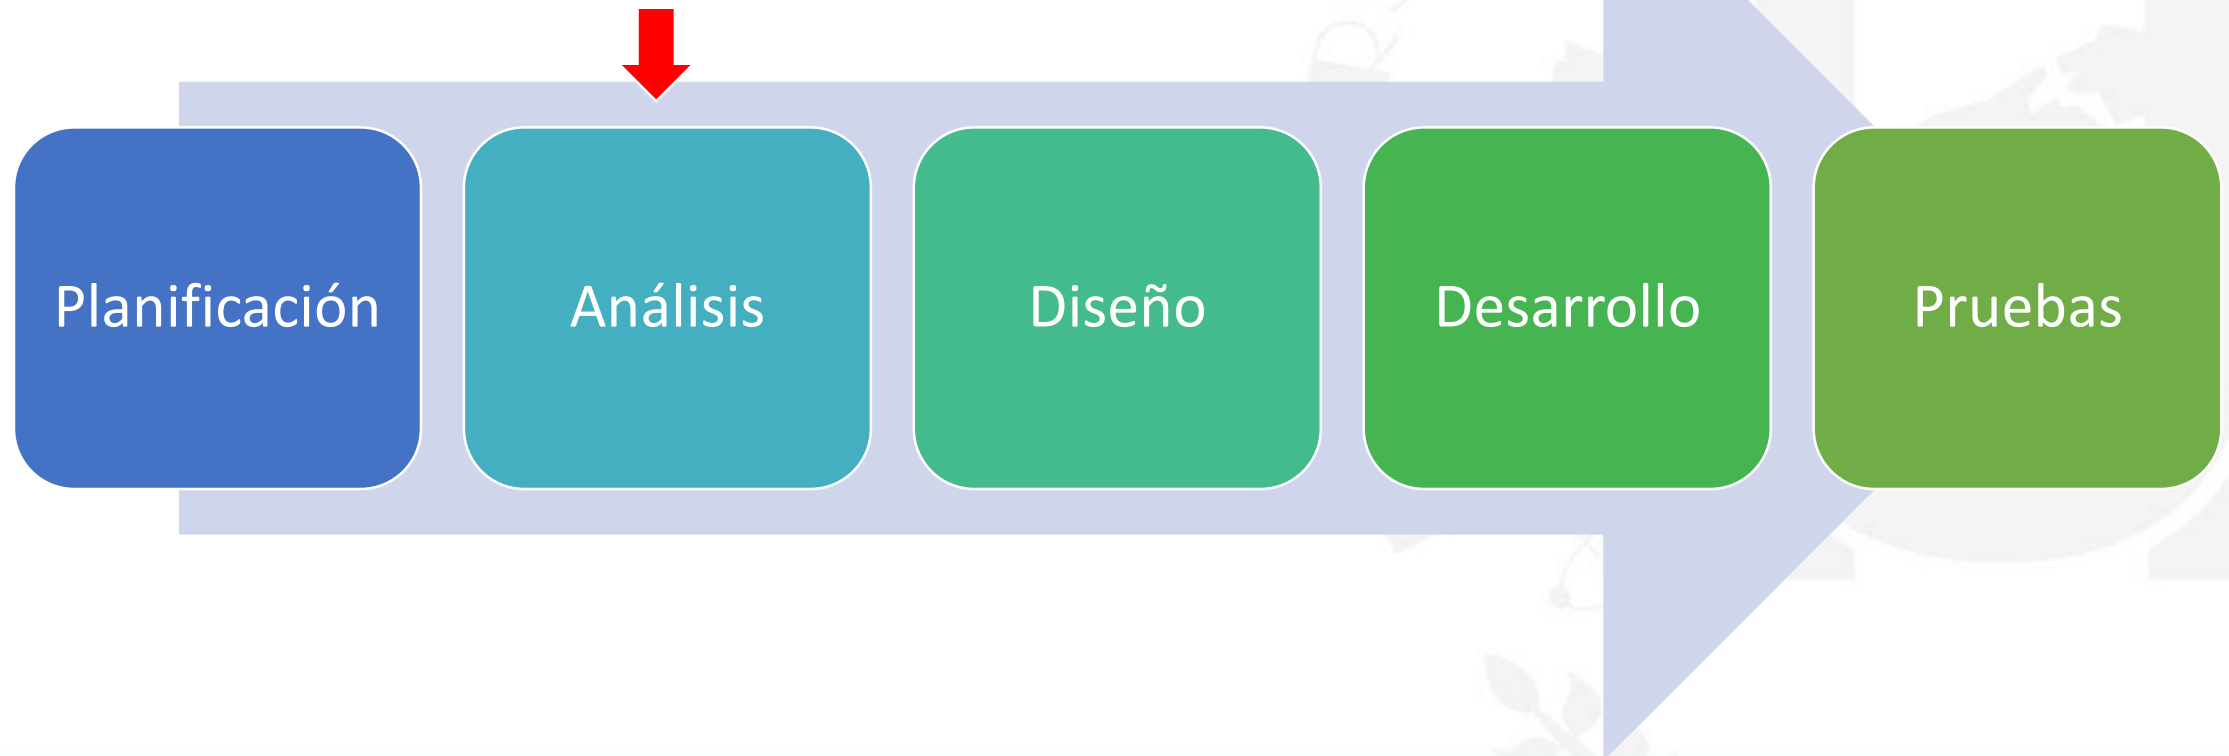 Planificación
Análisis
Diseño
Desarrollo
Pruebas